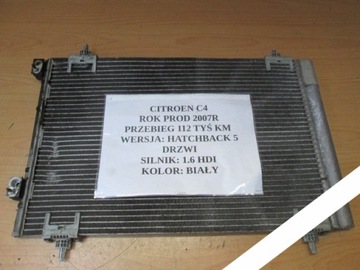 CITROEN C4
ROK PROD 2007R
PRZEBIEG 112 TYŚ KM
WERSJA: HATCHBACK 5
DRZWI
SILNIK: 1.6 HDI
KOLOR: BIAŁY